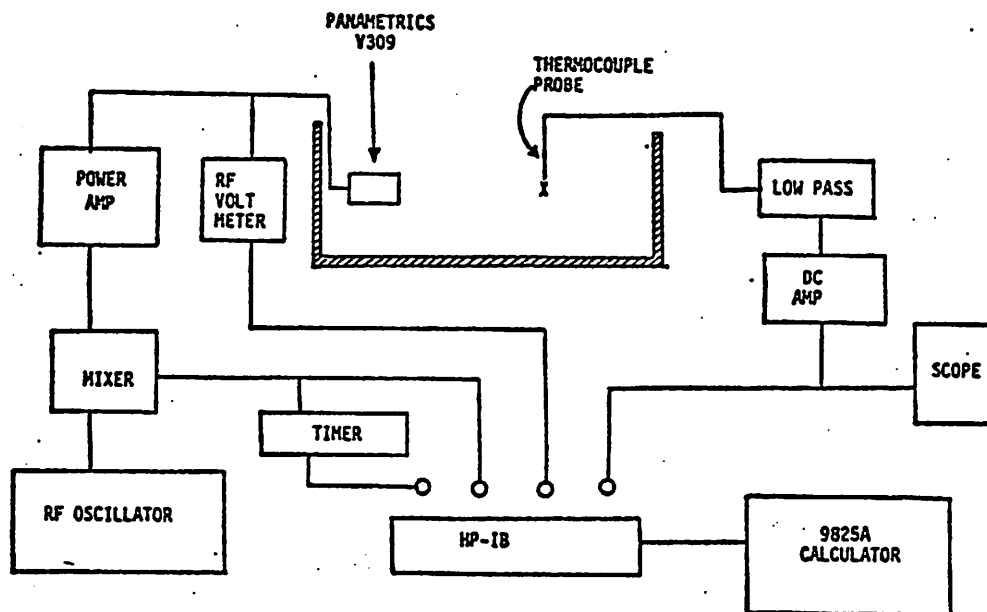 PANAMETRICS
V309
THERMOCOUPLE
PROBE
POWER
AMP
RF
VOLT
METER
LOW PASS
DC
AMP
MIXER
SCOPE
TIMER
RF OSCILLATOR
HP-IB
9825A
CALCULATOR